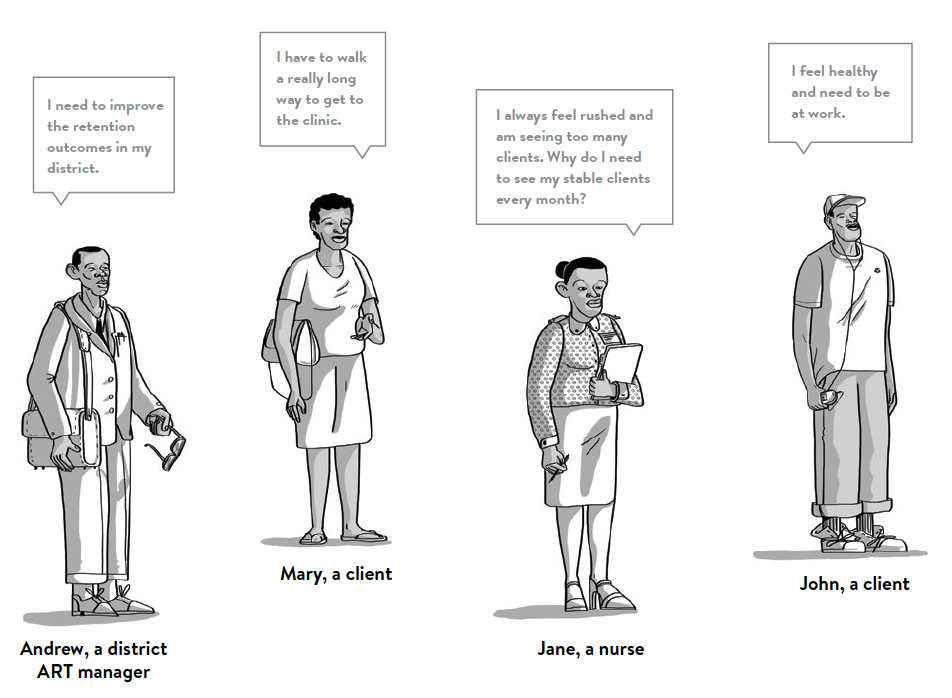 I need to improve
the retention
outcomes in my
district.
I have to walk
a really long
way to get to
the clinic.
I always feel rushed and
am seeing too many
clients. Why do I need
to see my stable clients
every month?
I feel healthy
and need to be
at work.
Andrew, a district
ART manager
Mary, a client
Jane, a nurse
John, a client